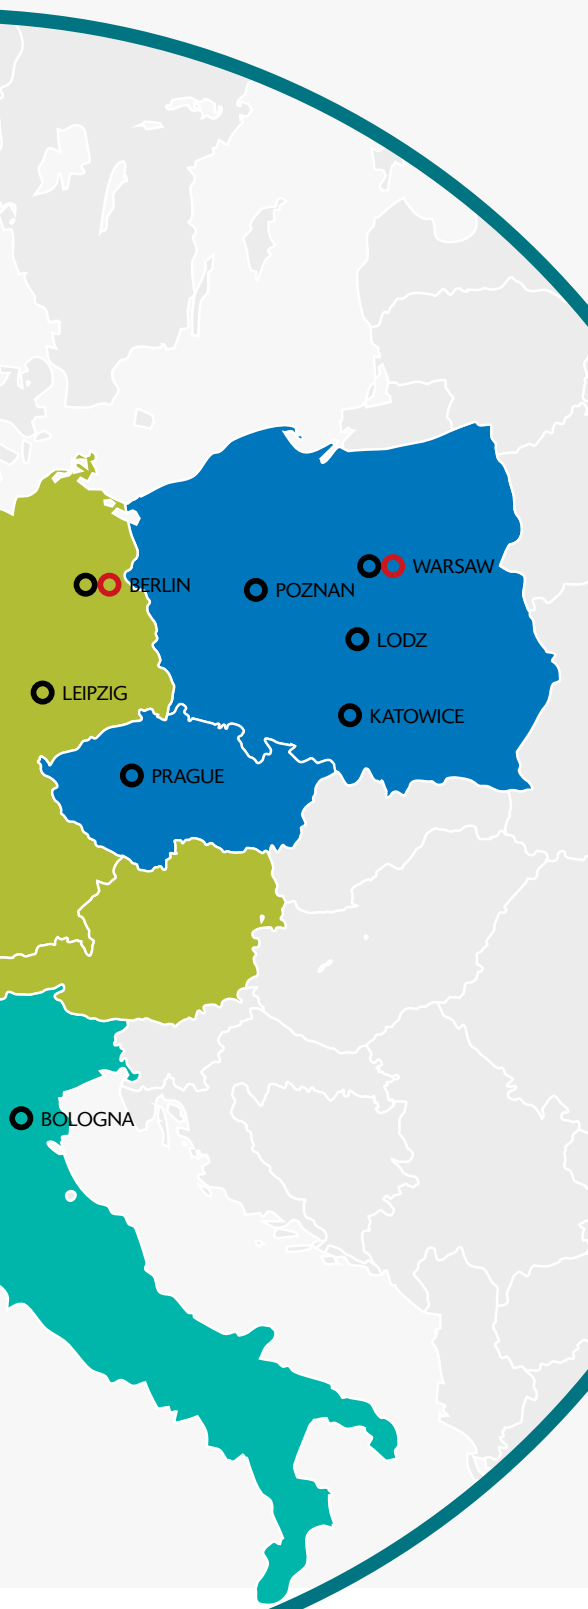 WARSAW
BERLIN
POZNAN
LODZ
LEIPZIG
KATOWICE
PRAGUE
BOLOGNA